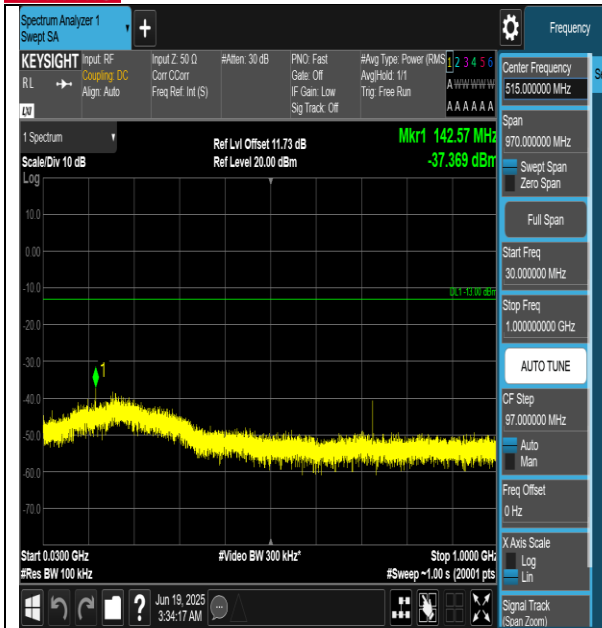 Spectrum Analyzer 1
Swept SA
+
Frequency
KEYSIGHT
RL
LXI
Input: RF
Coupling: DC
Align: Auto
Input Z: 50 Ω
Corr CCorr
Freq Ref: Int (S)
#Atten: 30 dB
PNO: Fast
Gate: Off
IF Gain: Low
Sig Track: Off
#Avg Type: Power (RMS
Avg|Hold: 1/1
Trig: Free Run
1 2 3 4 5 6
A W W W W W
A A A A A A
1 Spectrum
Scale/Div 10 dB
Log
Ref Lvl Offset 11.73 dB
Ref Level 20.00 dBm
Mkr1 142.57 MHz
-37.369 dBm
10.0
0.00
-10.0
DL1 -13.00 dBm
-20.0
-30.0
1
-40.0
-50.0
-60.0
-70.0
Start 0.0300 GHz
#Res BW 100 kHz
#Video BW 300 kHz*
Stop 1.0000 GHz
#Sweep ~1.00 s (20001 pts
?
Jun 19, 2025
3:34:17 AM
Center Frequency
515.000000 MHz
Span
970.000000 MHz
Swept Span
Zero Span
Full Span
Start Freq
30.000000 MHz
Stop Freq
1.000000000 GHz
AUTO TUNE
CF Step
97.000000 MHz
Auto
Man
Freq Offset
0 Hz
X Axis Scale
Log
Lin
Signal Track
(Span Zoom)